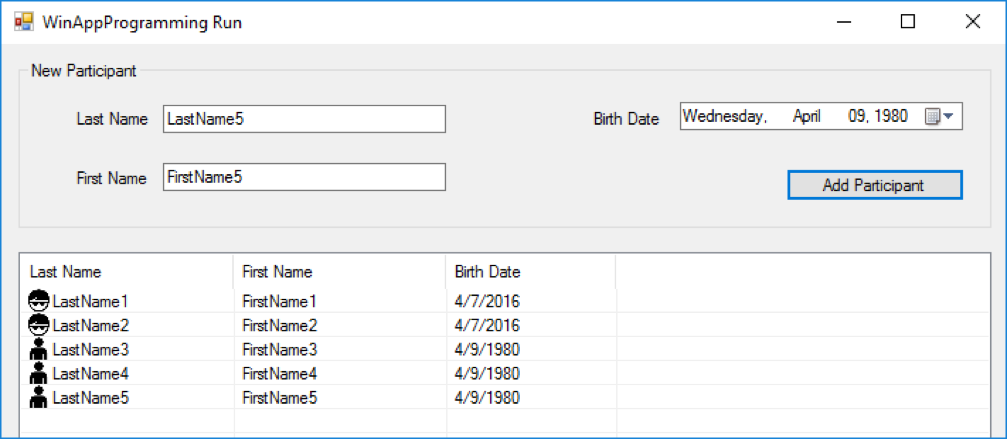 WinAppProgramming Run
New Participant
Last Name LastName5 Birth Date Wednesday, April 09, 1980
First Name FirstName5 Add Participant
Last Name First Name Birth Date
LastName1 FirstName1 4/7/2016
LastName2 FirstName2 4/7/2016
LastName3 FirstName3 4/9/1980
LastName4 FirstName4 4/9/1980
LastName5 FirstName5 4/9/1980